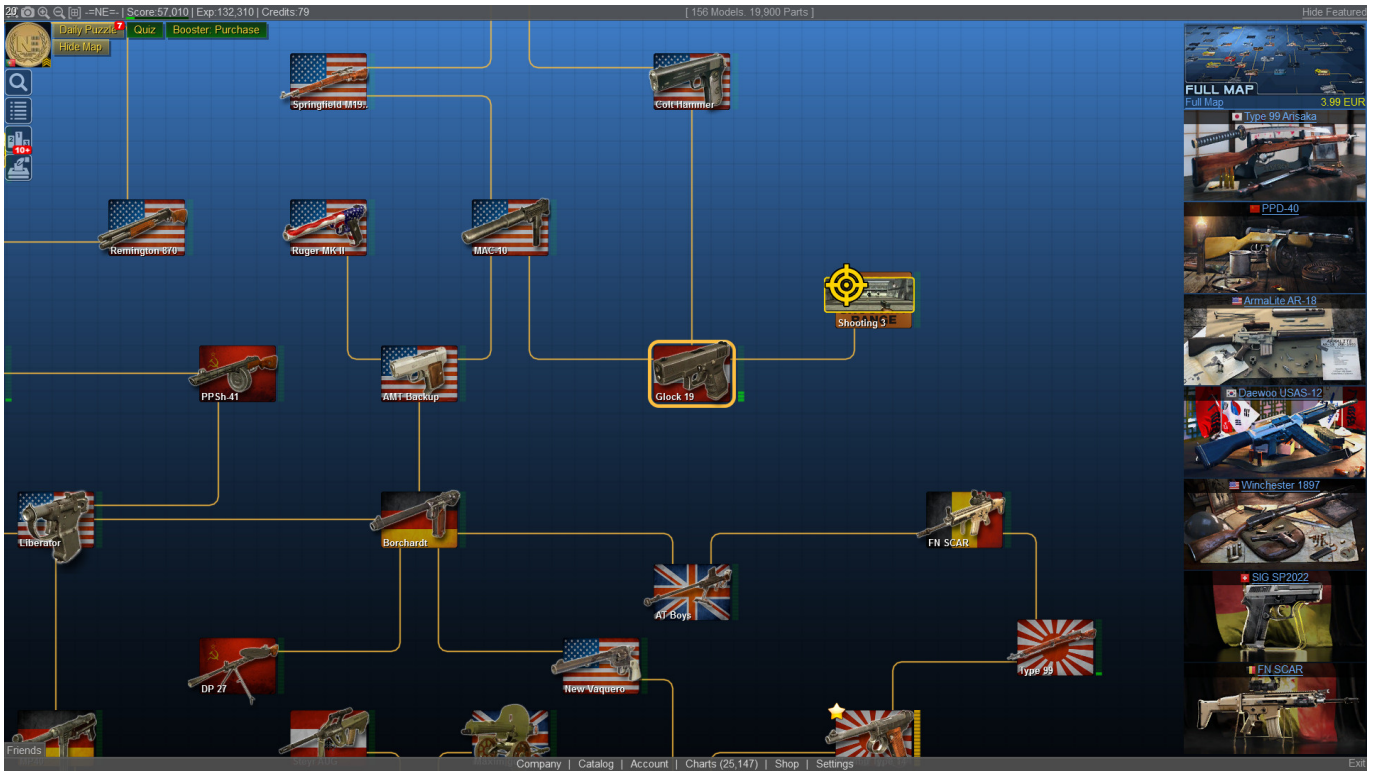 -=NE=- | Score:57,010 | Exp:132,310 | Credits:79
[ 156 Models. 19,900 Parts ]
Hide Featured
Daily Puzzle 7
Quiz
Booster: Purchase
Hide Map
10+
Springfield M19..
Colt Hammer
Remington 870
Ruger MK II
MAC-10
Shooting 3
RANGE
PPSh-41
AMT Backup
Glock 19
Liberator
Borchardt
FN SCAR
AT Boys
DP 27
New Vaquero
Type 99
FULL MAP
Full Map 3.99 EUR
Type 99 Arisaka
PPD-40
ArmaLite AR-18
Daewoo USAS-12
Winchester 1897
SIG SP2022
FN SCAR
Friends
Company | Catalog | Account | Charts (25,147) | Shop | Settings
Exit